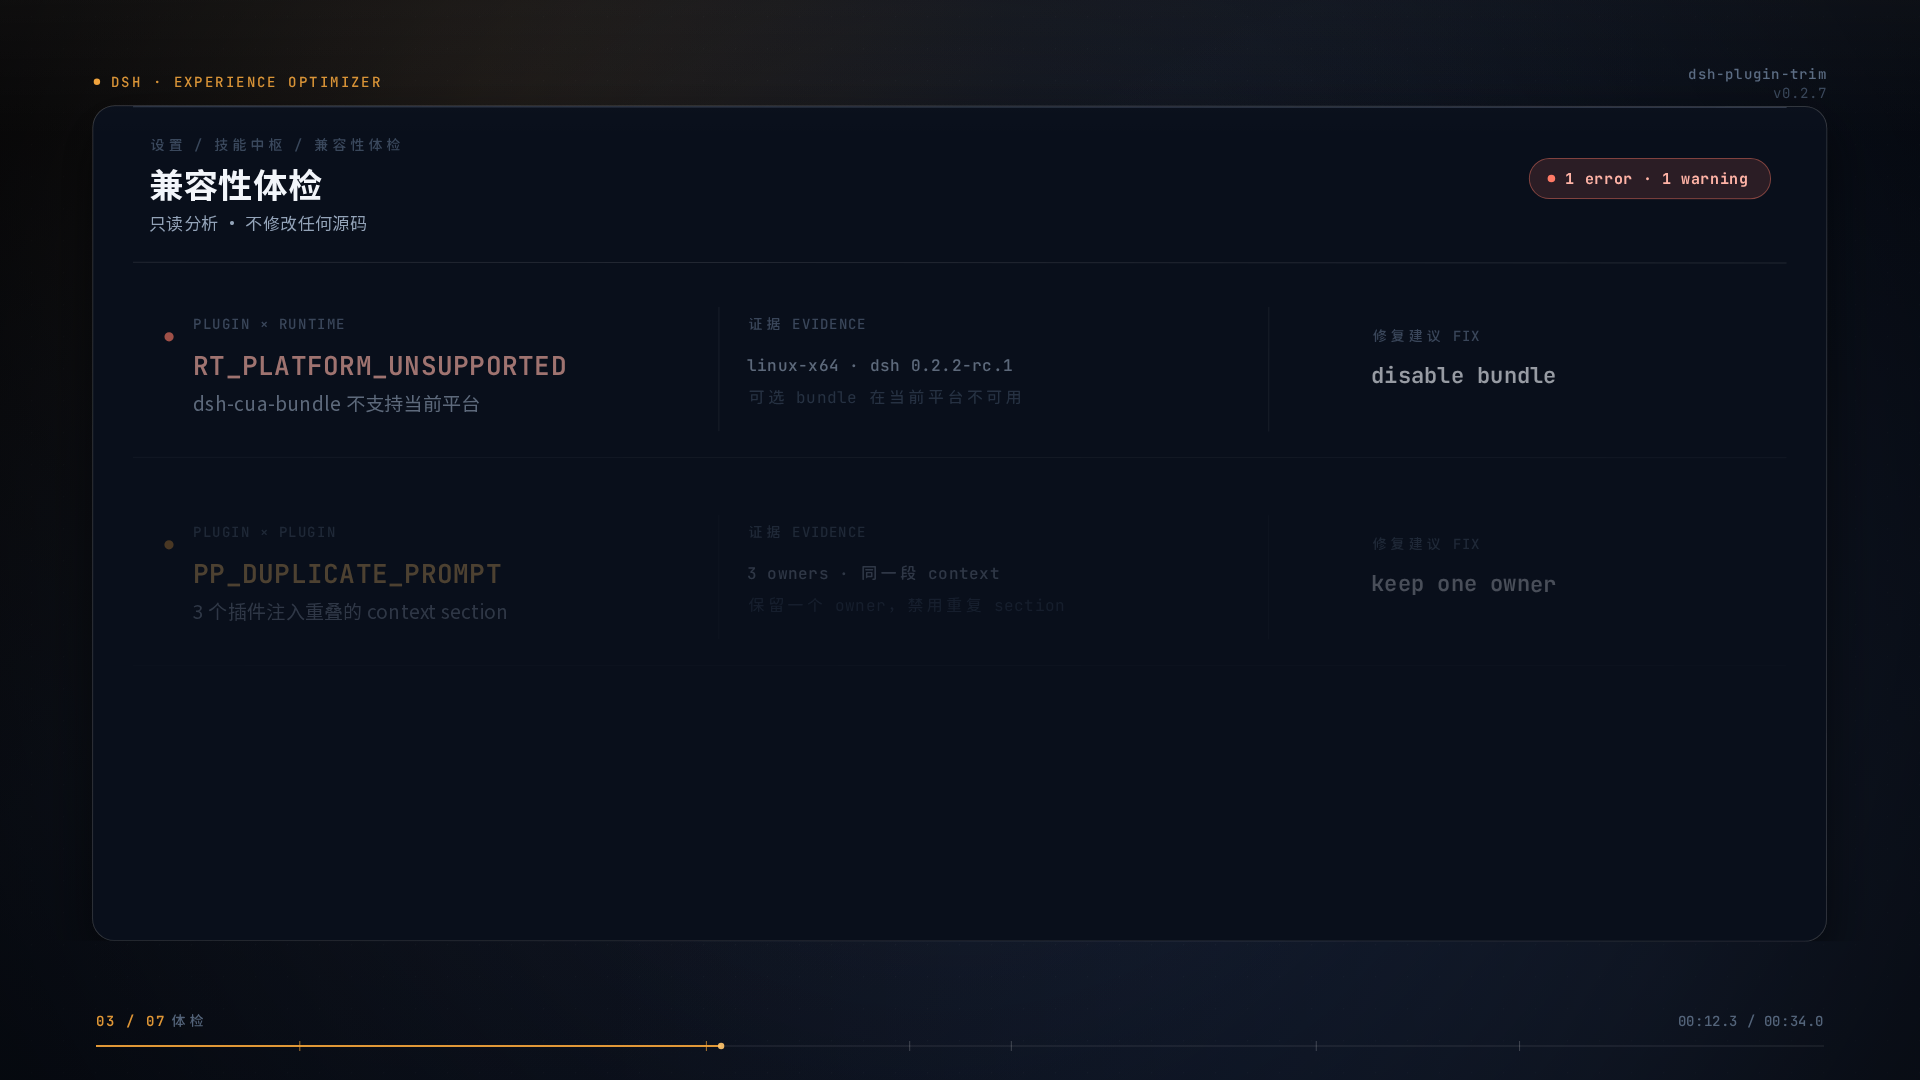 DSH · EXPERIENCE OPTIMIZER
dsh-plugin-trim
v0.2.7
设置 / 技能中枢 / 兼容性体检
兼容性体检
只读分析 • 不修改任何源码
1 error · 1 warning
PLUGIN × RUNTIME
RT_PLATFORM_UNSUPPORTED
dsh-cua-bundle 不支持当前平台
证据 EVIDENCE
linux-x64 · dsh 0.2.2-rc.1
可选 bundle 在当前平台不可用
修复建议 FIX
disable bundle
PLUGIN × PLUGIN
PP_DUPLICATE_PROMPT
3 个插件注入重叠的 context section
证据 EVIDENCE
3 owners · 同一段 context
保留一个 owner, 禁用重复 section
修复建议 FIX
keep one owner
03 / 07 体检
00:12.3 / 00:34.0